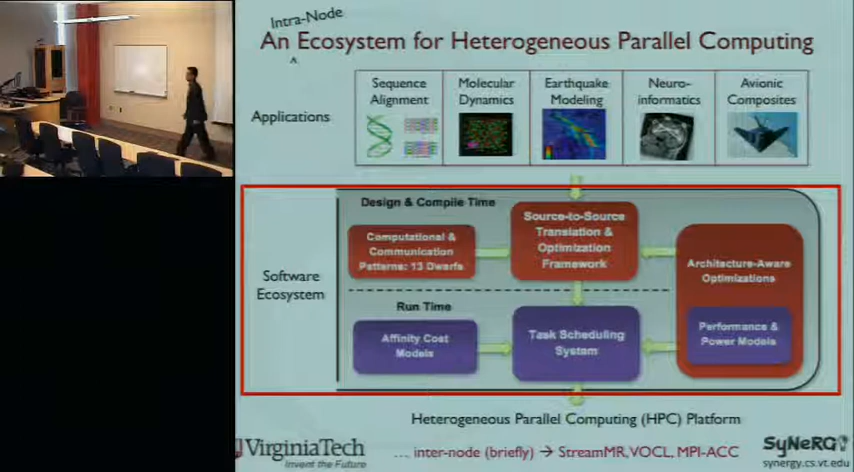 Intra-Node
An Ecosystem for Heterogeneous Parallel Computing
^
Applications
Sequence
Alignment
Molecular
Dynamics
Earthquake
Modeling
Neuro-
informatics
Avionic
Composites
Software
Ecosystem
Design & Compile Time
Computational &
Communication
Patterns: 13 Dwarfs
Source-to-Source
Translation &
Optimization
Framework
Architecture-Aware
Optimizations
Run Time
Affinity Cost
Models
Task Scheduling
System
Performance &
Power Models
Heterogeneous Parallel Computing (HPC) Platform
VirginiaTech
Invent the Future
... inter-node (briefly) → StreamMR, VOCL, MPI-ACC
SyNeRG?
synergy.cs.vt.edu